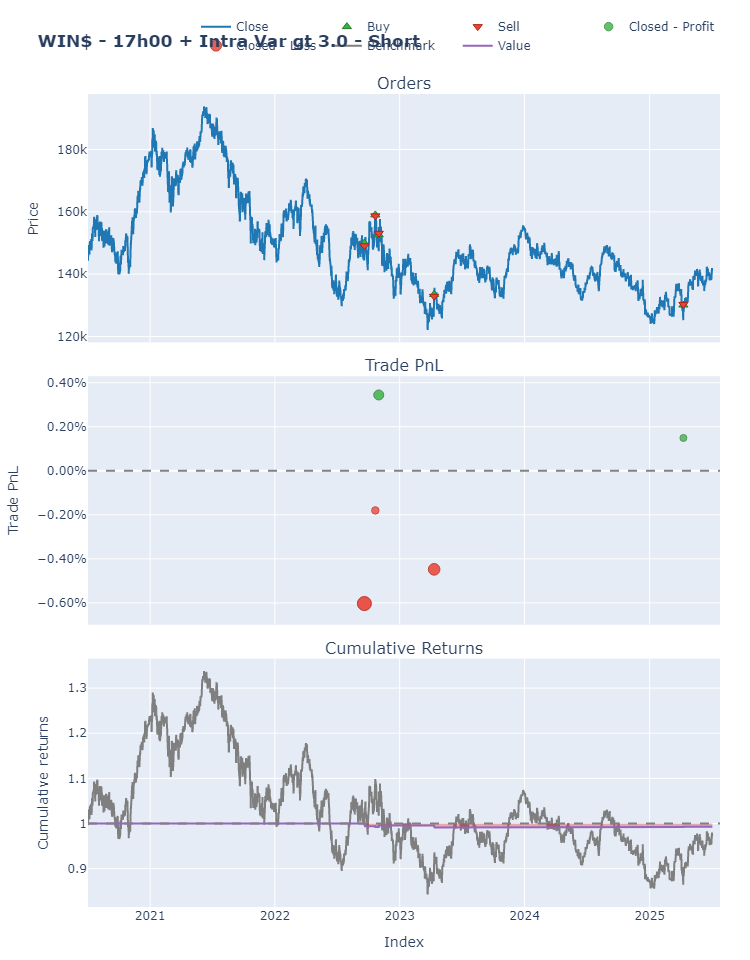 Close Buy Sell Closed - Profit
WIN$ - 17h00 + Intra Var gt 3.0 - Short
Closed - Loss Benchmark Value
Orders
180k
160k
140k
120k
Price
Trade PnL
0.40%
0.20%
0.00%
−0.20%
−0.40%
−0.60%
Trade PnL
Cumulative Returns
1.3
1.2
1.1
1
0.9
Cumulative returns
2021 2022 2023 2024 2025
Index